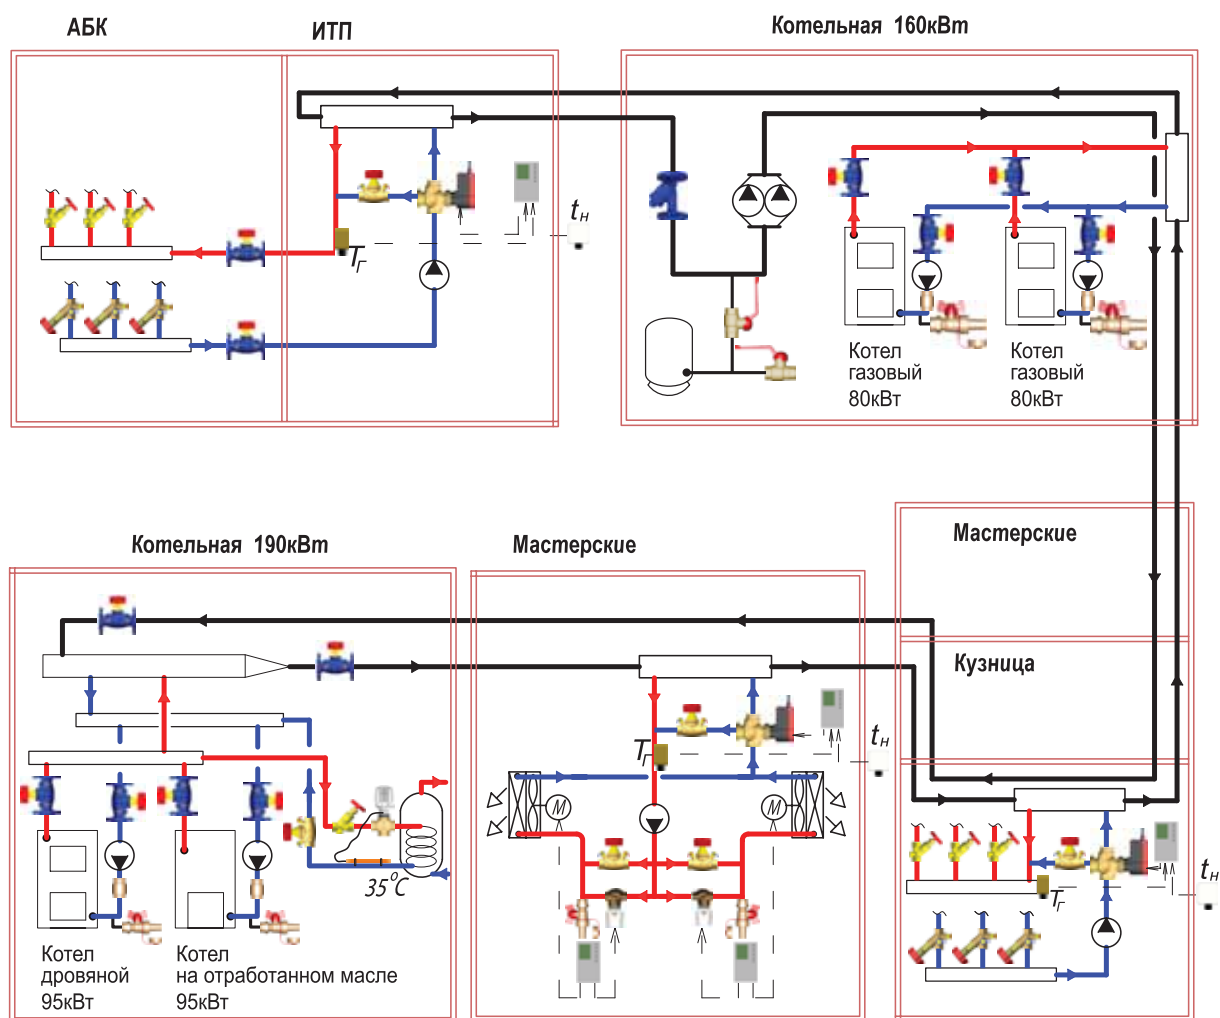 АБК
ИТП
Котельная 160кВт
tн
TГ
Котел
газовый
80кВт
Котел
газовый
80кВт
Котельная 190кВт
Мастерские
Мастерские
Кузница
TГ
tн
M
M
35°C
TГ
tн
Котел
дровяной
95кВт
Котел
на отработанном масле
95кВт